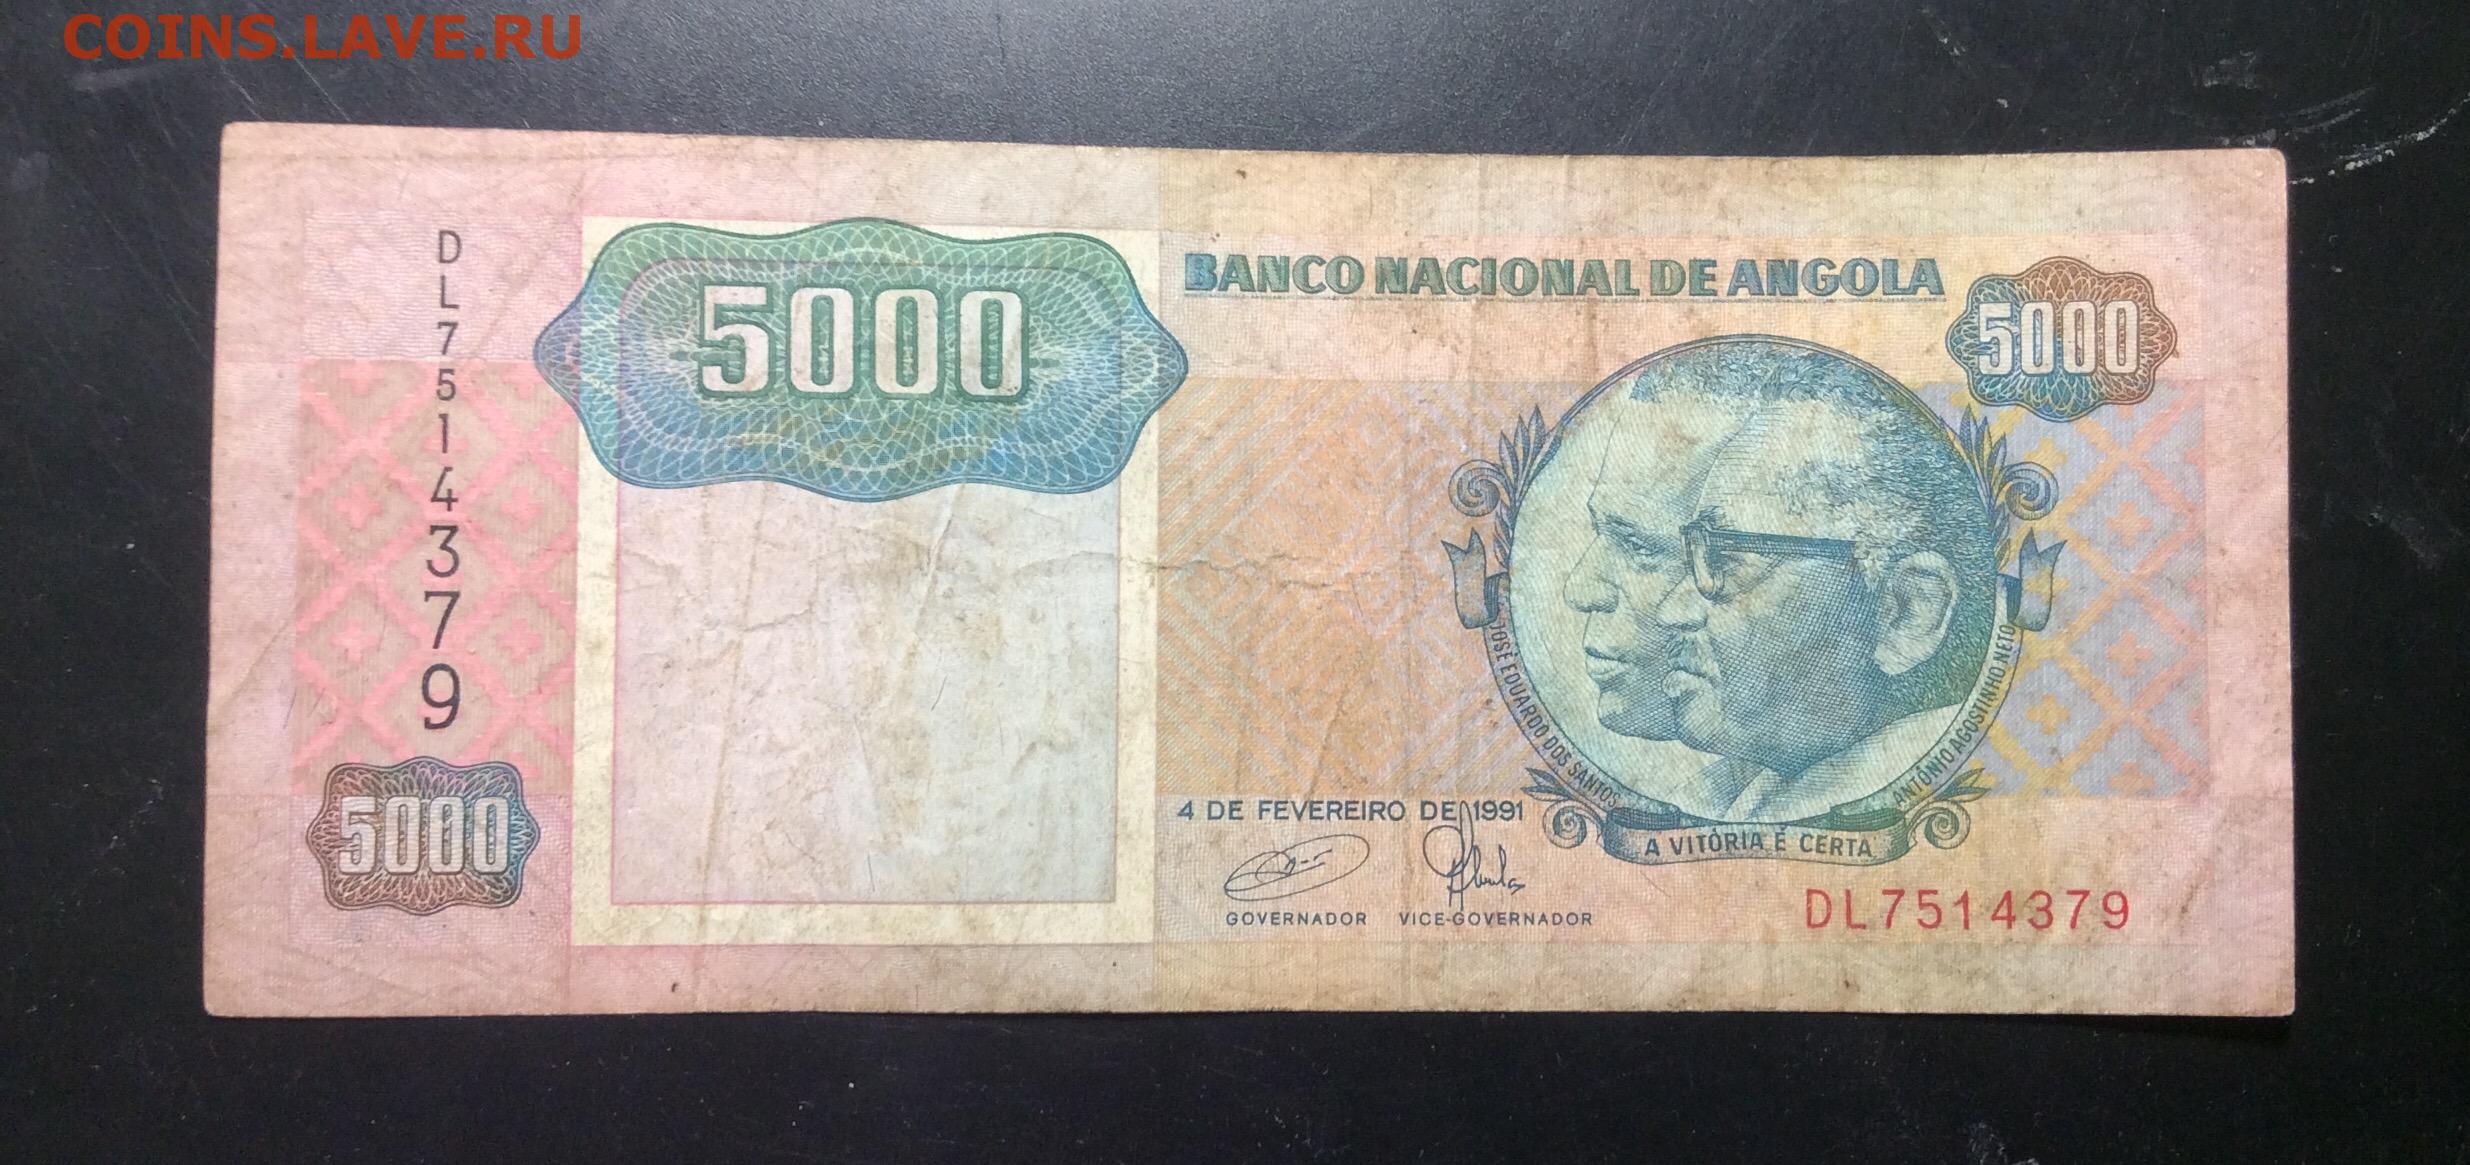 COINS.LAVE.RU
DL7514379
5000
BANCO NACIONAL DE ANGOLA
5000
JOSÉ EDUARDO DOS SANTOS
ANTÓNIO AGOSTINHO NETO
A VITÓRIA É CERTA
4 DE FEVEREIRO DE 1991
GOVERNADOR VICE-GOVERNADOR
5000
DL7514379